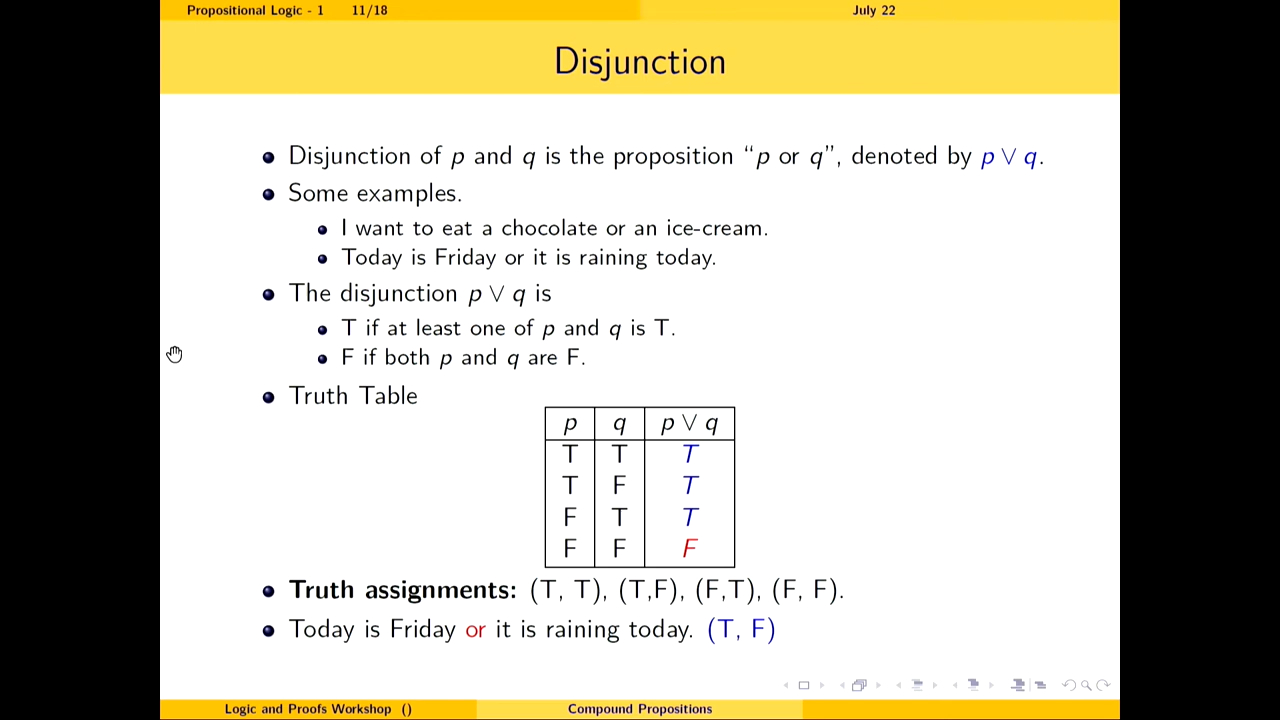 Propositional Logic - 1 11/18 July 22
Disjunction
Disjunction of p and q is the proposition “p or q”, denoted by p ∨ q.
Some examples.
I want to eat a chocolate or an ice-cream.
Today is Friday or it is raining today.
The disjunction p ∨ q is
T if at least one of p and q is T.
F if both p and q are F.
Truth Table
p q p ∨ q
T T T
T F T
F T T
F F F
Truth assignments: (T, T), (T,F), (F,T), (F, F).
Today is Friday or it is raining today. (T, F)
Logic and Proofs Workshop () Compound Propositions